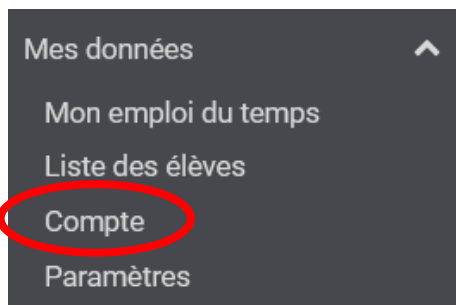 Mes données
Mon emploi du temps
Liste des élèves
Compte
Paramètres